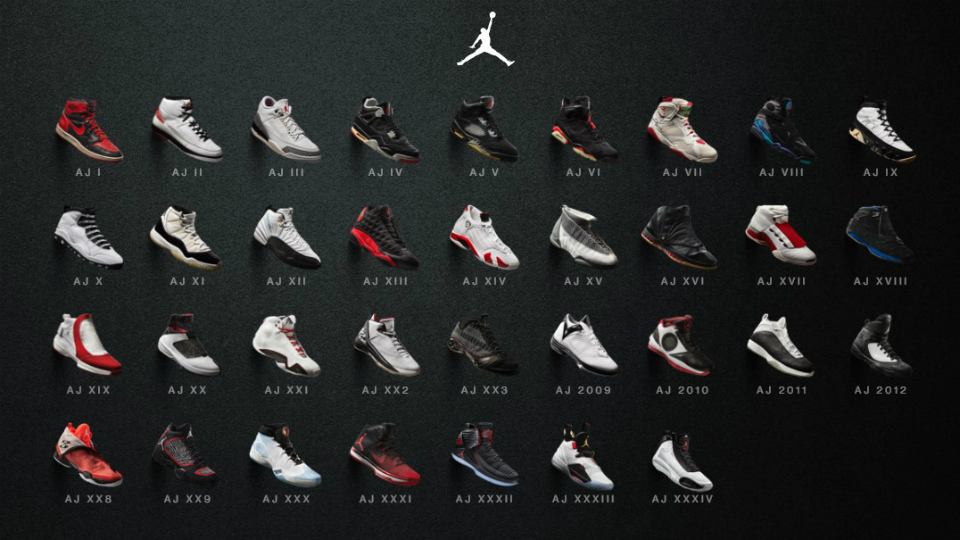 AJ I AJ II AJ III AJ IV AJ V AJ VI AJ VII AJ VIII AJ IX
AJ X AJ XI AJ XII AJ XIII AJ XIV AJ XV AJ XVI AJ XVII AJ XVIII
AJ XIX AJ XX AJ XXI AJ XX2 AJ XX3 AJ 2009 AJ 2010 AJ 2011 AJ 2012
AJ XX8 AJ XX9 AJ XXX AJ XXXI AJ XXXII AJ XXXIII AJ XXXIV